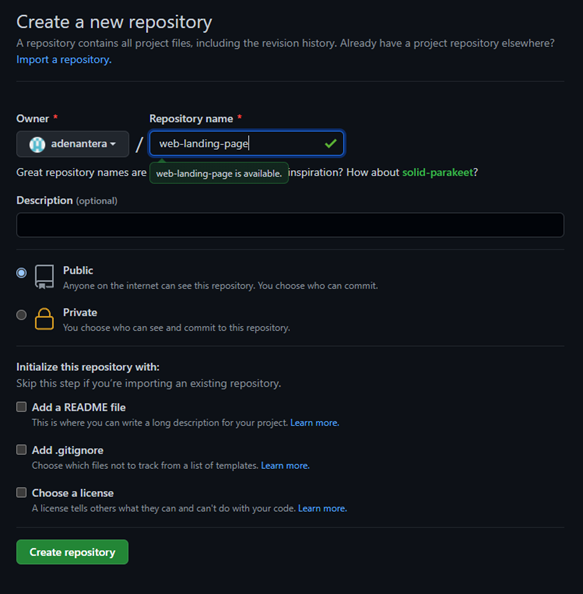 Create a new repository
A repository contains all project files, including the revision history. Already have a project repository elsewhere?
Import a repository.
Owner * Repository name *
adenantera / web-landing-page
Great repository names are inspiration? How about solid-parakeet?
web-landing-page is available.
Description (optional)
Public
Anyone on the internet can see this repository. You choose who can commit.
Private
You choose who can see and commit to this repository.
Initialize this repository with:
Skip this step if you're importing an existing repository.
Add a README file
This is where you can write a long description for your project. Learn more.
Add .gitignore
Choose which files not to track from a list of templates. Learn more.
Choose a license
A license tells others what they can and can't do with your code. Learn more.
Create repository